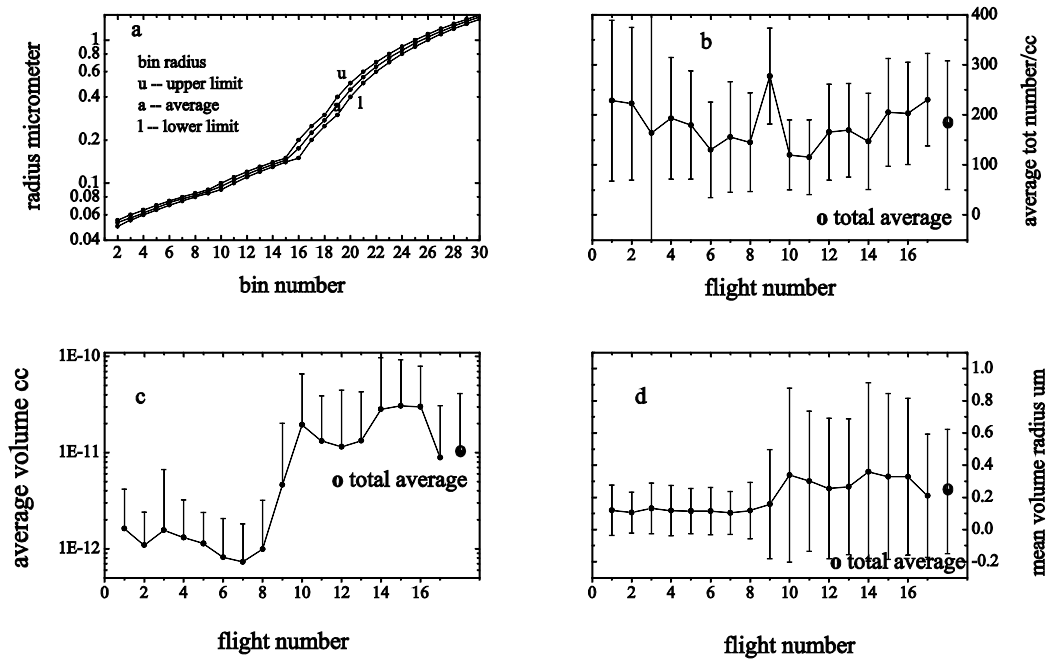 a
1
0.8
0.6
0.4
0.2
0.1
0.08
0.06
0.04
radius micrometer
bin radius
u -- upper limit
a -- average
l -- lower limit
u
a
l
2 4 6 8 10 12 14 16 18 20 22 24 26 28 30
bin number
b
400
300
200
100
0
average tot number/cc
o total average
0 2 4 6 8 10 12 14 16
flight number
c
1E-10
1E-11
1E-12
average volume cc
o total average
0 2 4 6 8 10 12 14 16
flight number
d
1.0
0.8
0.6
0.4
0.2
0.0
-0.2
mean volume radius um
o total average
0 2 4 6 8 10 12 14 16
flight number